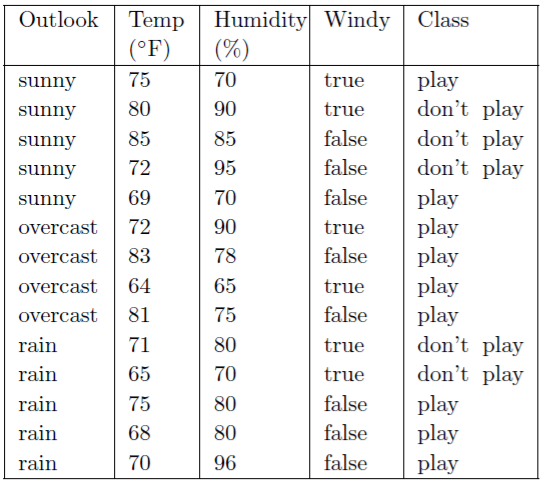 Outlook Temp Humidity Windy Class
(°F) (%)
sunny 75 70 true play
sunny 80 90 true don't play
sunny 85 85 false don't play
sunny 72 95 false don't play
sunny 69 70 false play
overcast 72 90 true play
overcast 83 78 false play
overcast 64 65 true play
overcast 81 75 false play
rain 71 80 true don't play
rain 65 70 true don't play
rain 75 80 false play
rain 68 80 false play
rain 70 96 false play